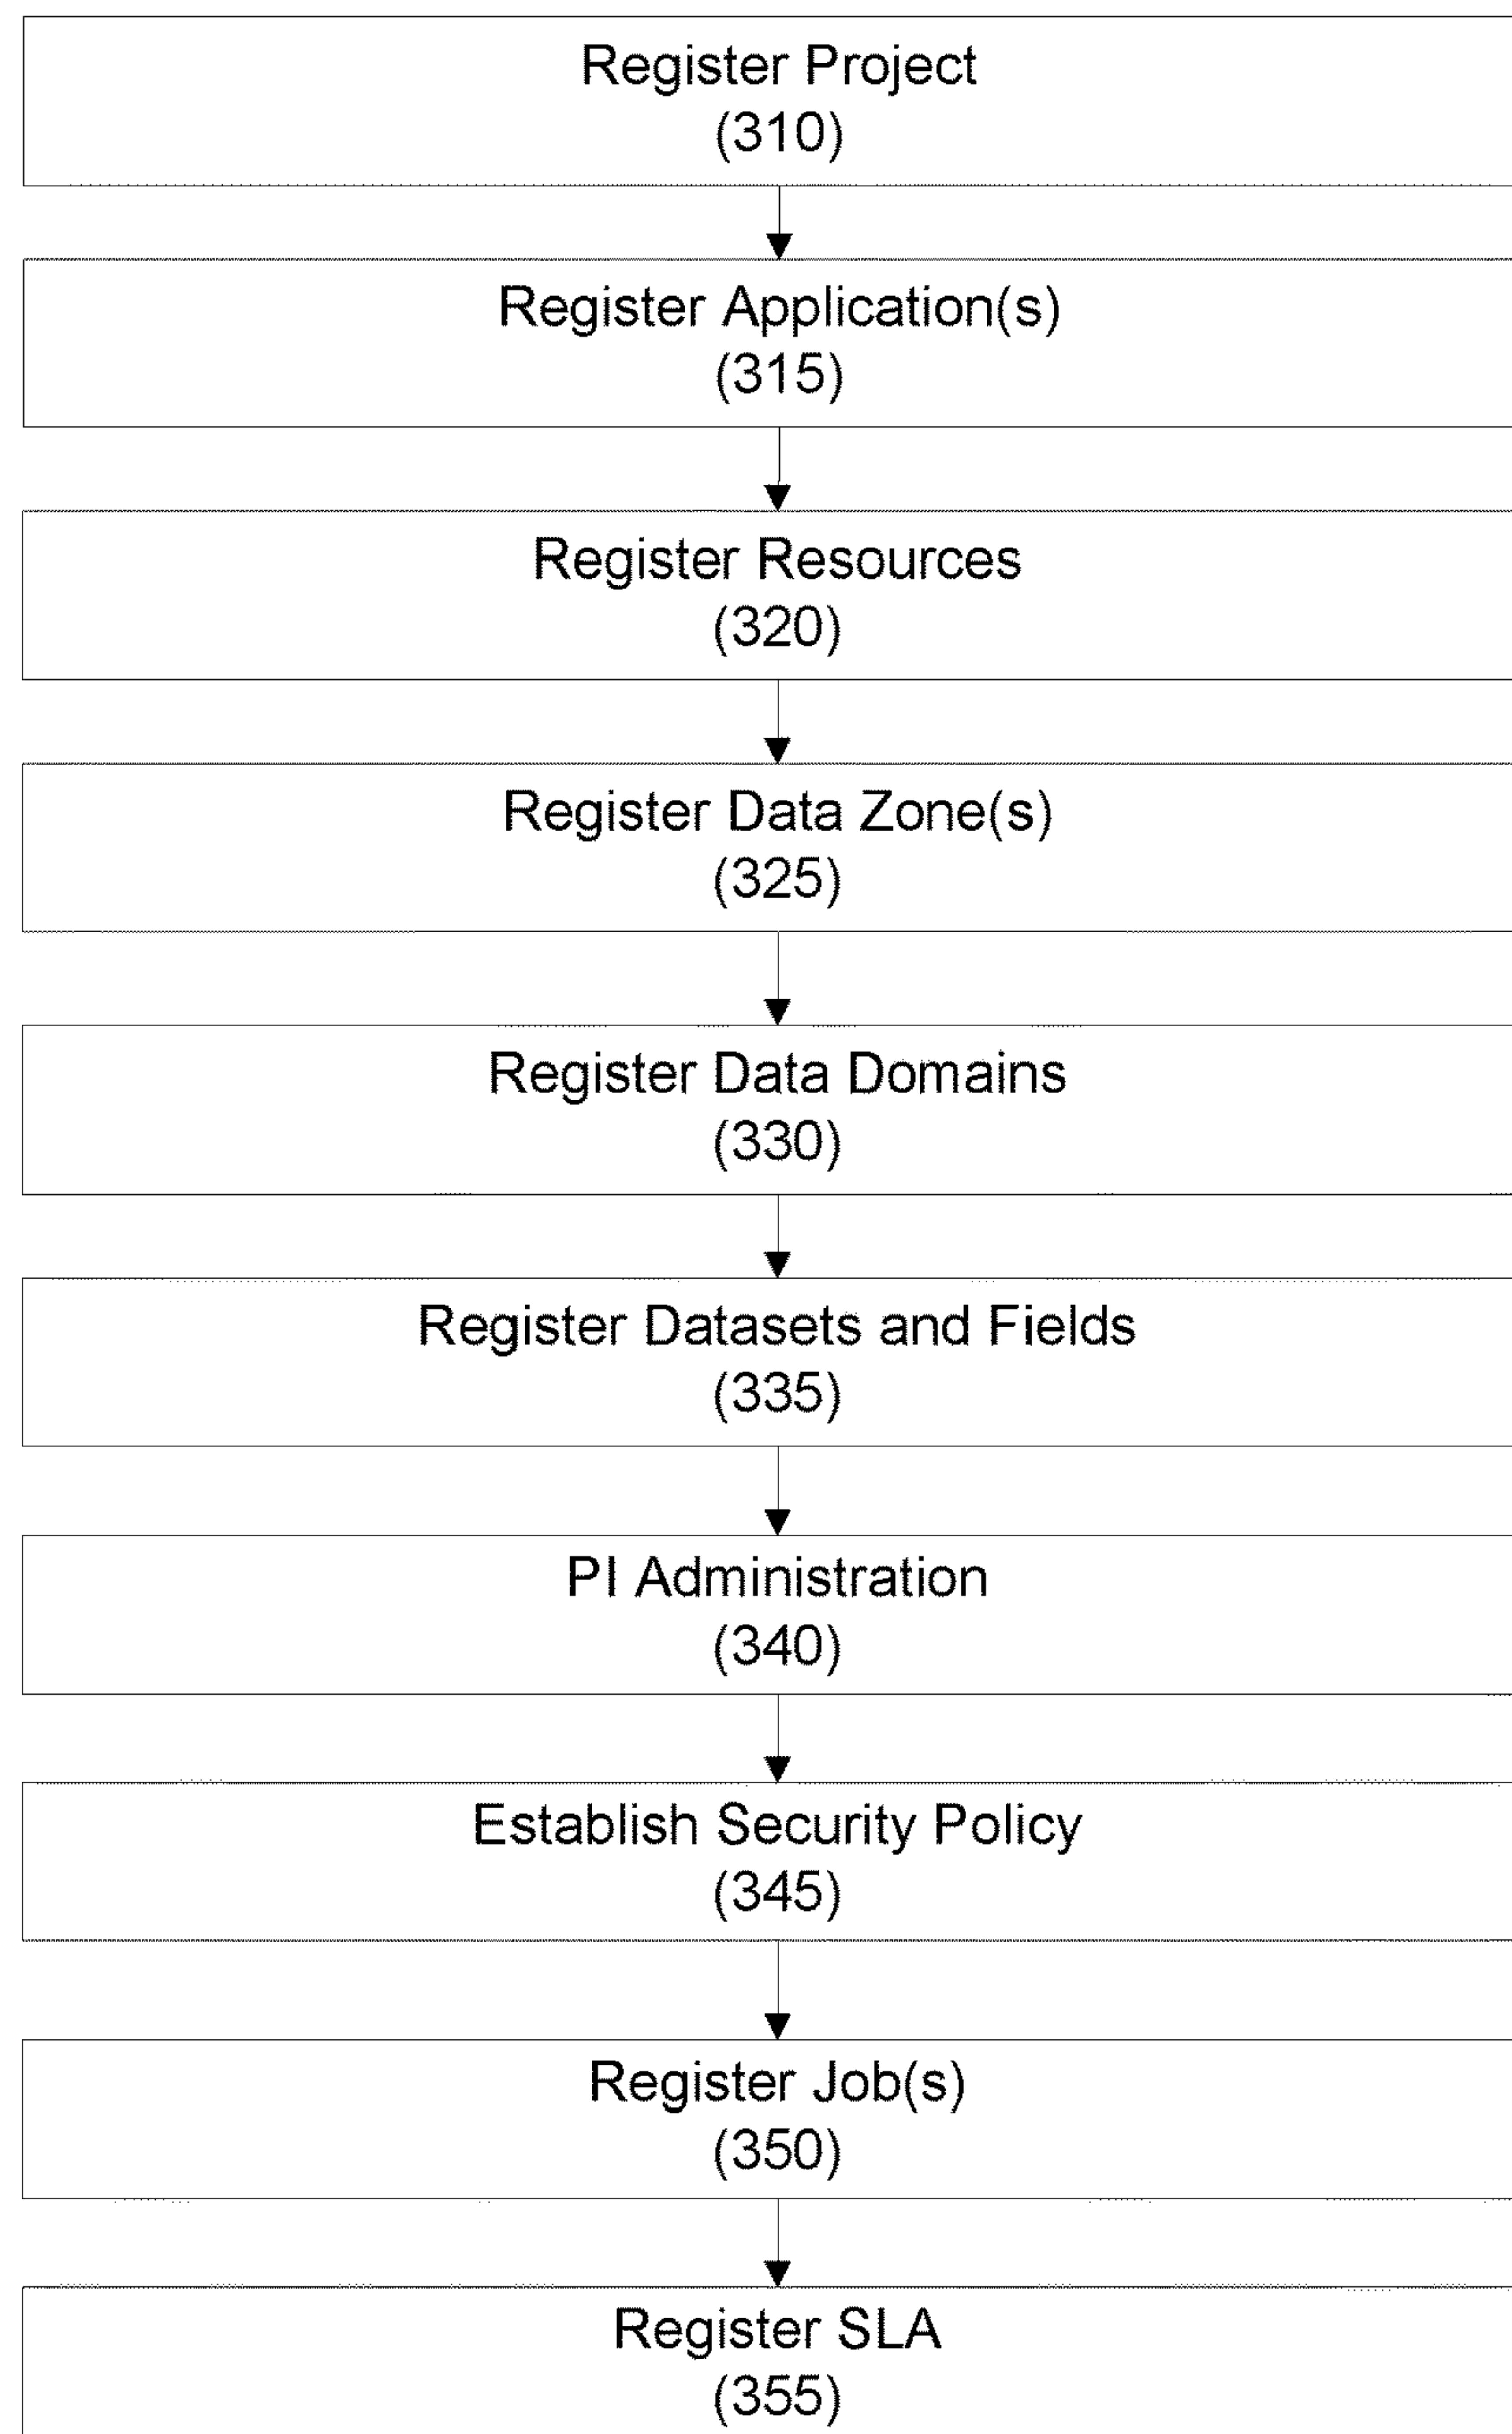 Register Project
(310)
Register Application(s)
(315)
Register Resources
(320)
Register Data Zone(s)
(325)
Register Data Domains
(330)
Register Datasets and Fields
(335)
PI Administration
(340)
Establish Security Policy
(345)
Register Job(s)
(350)
Register SLA
(355)